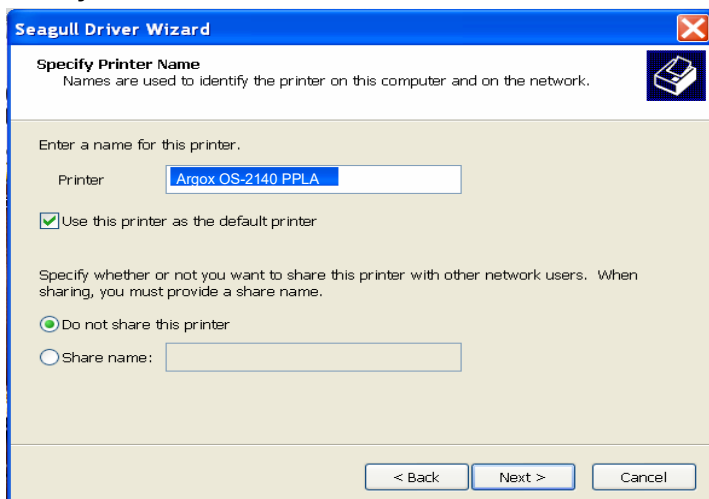 Seagull Driver Wizard
Specify Printer Name
Names are used to identify the printer on this computer and on the network.
Enter a name for this printer.
Printer
Argox OS-2140 PPLA
Use this printer as the default printer
Specify whether or not you want to share this printer with other network users. When
sharing, you must provide a share name.
Do not share this printer
Share name:
< Back
Next >
Cancel